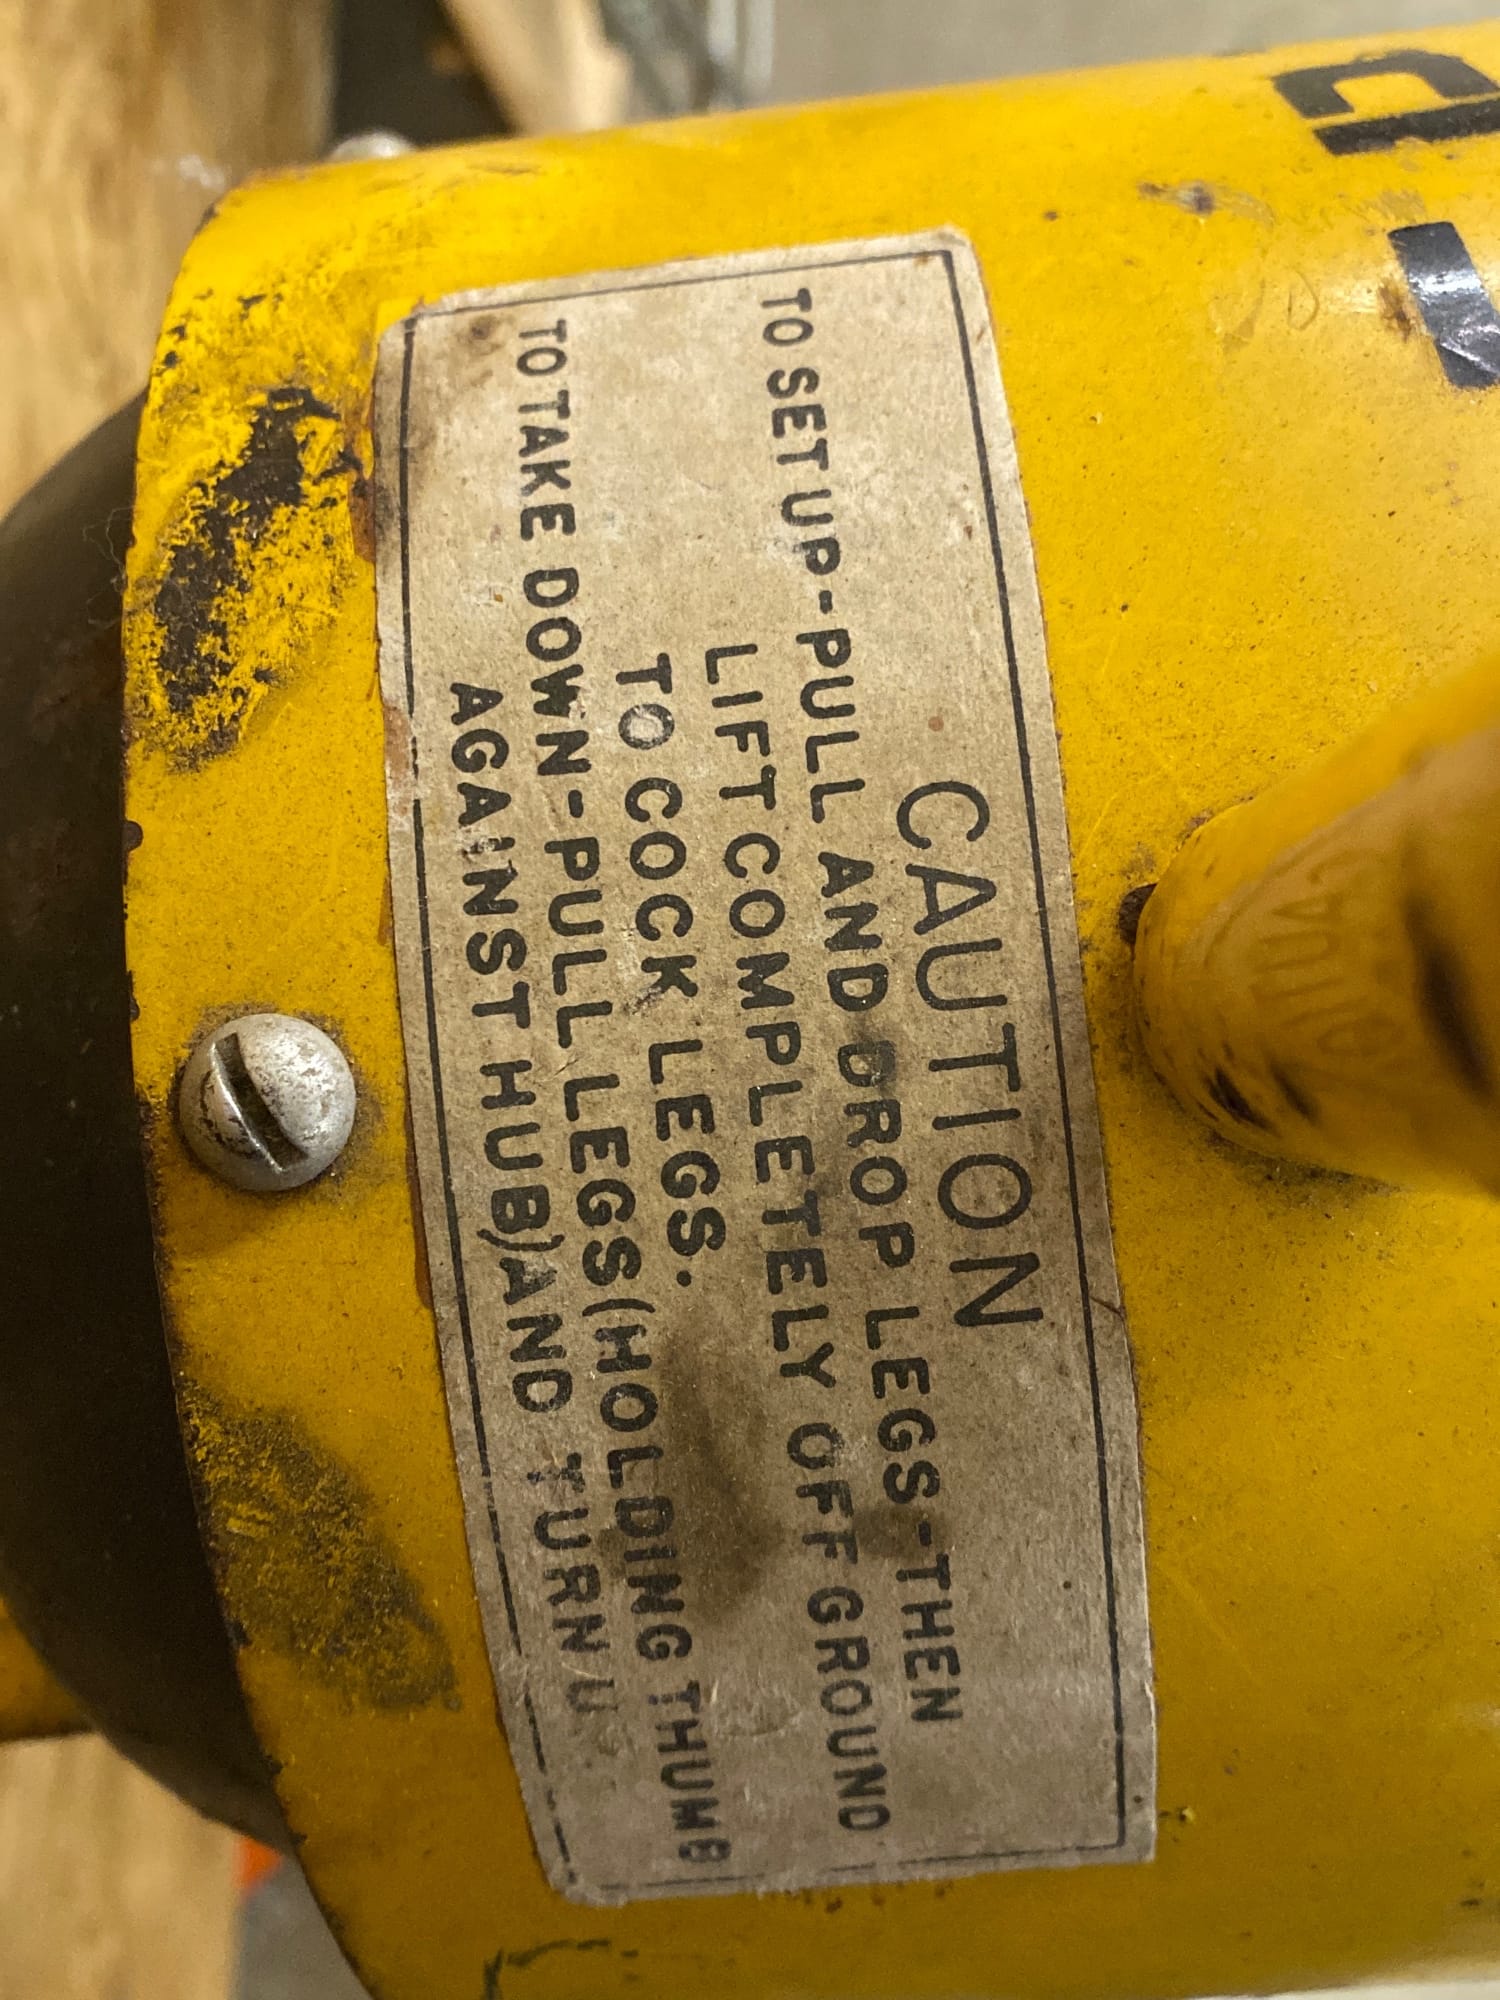 CAUTION
TO SET UP-PULL AND DROP LEGS-THEN
LIFT COMPLETELY OFF GROUND
TO COCK LEGS.
TO TAKE DOWN-PULL LEGS(HOLDING THUMB
AGAINST HUB)AND TURN U